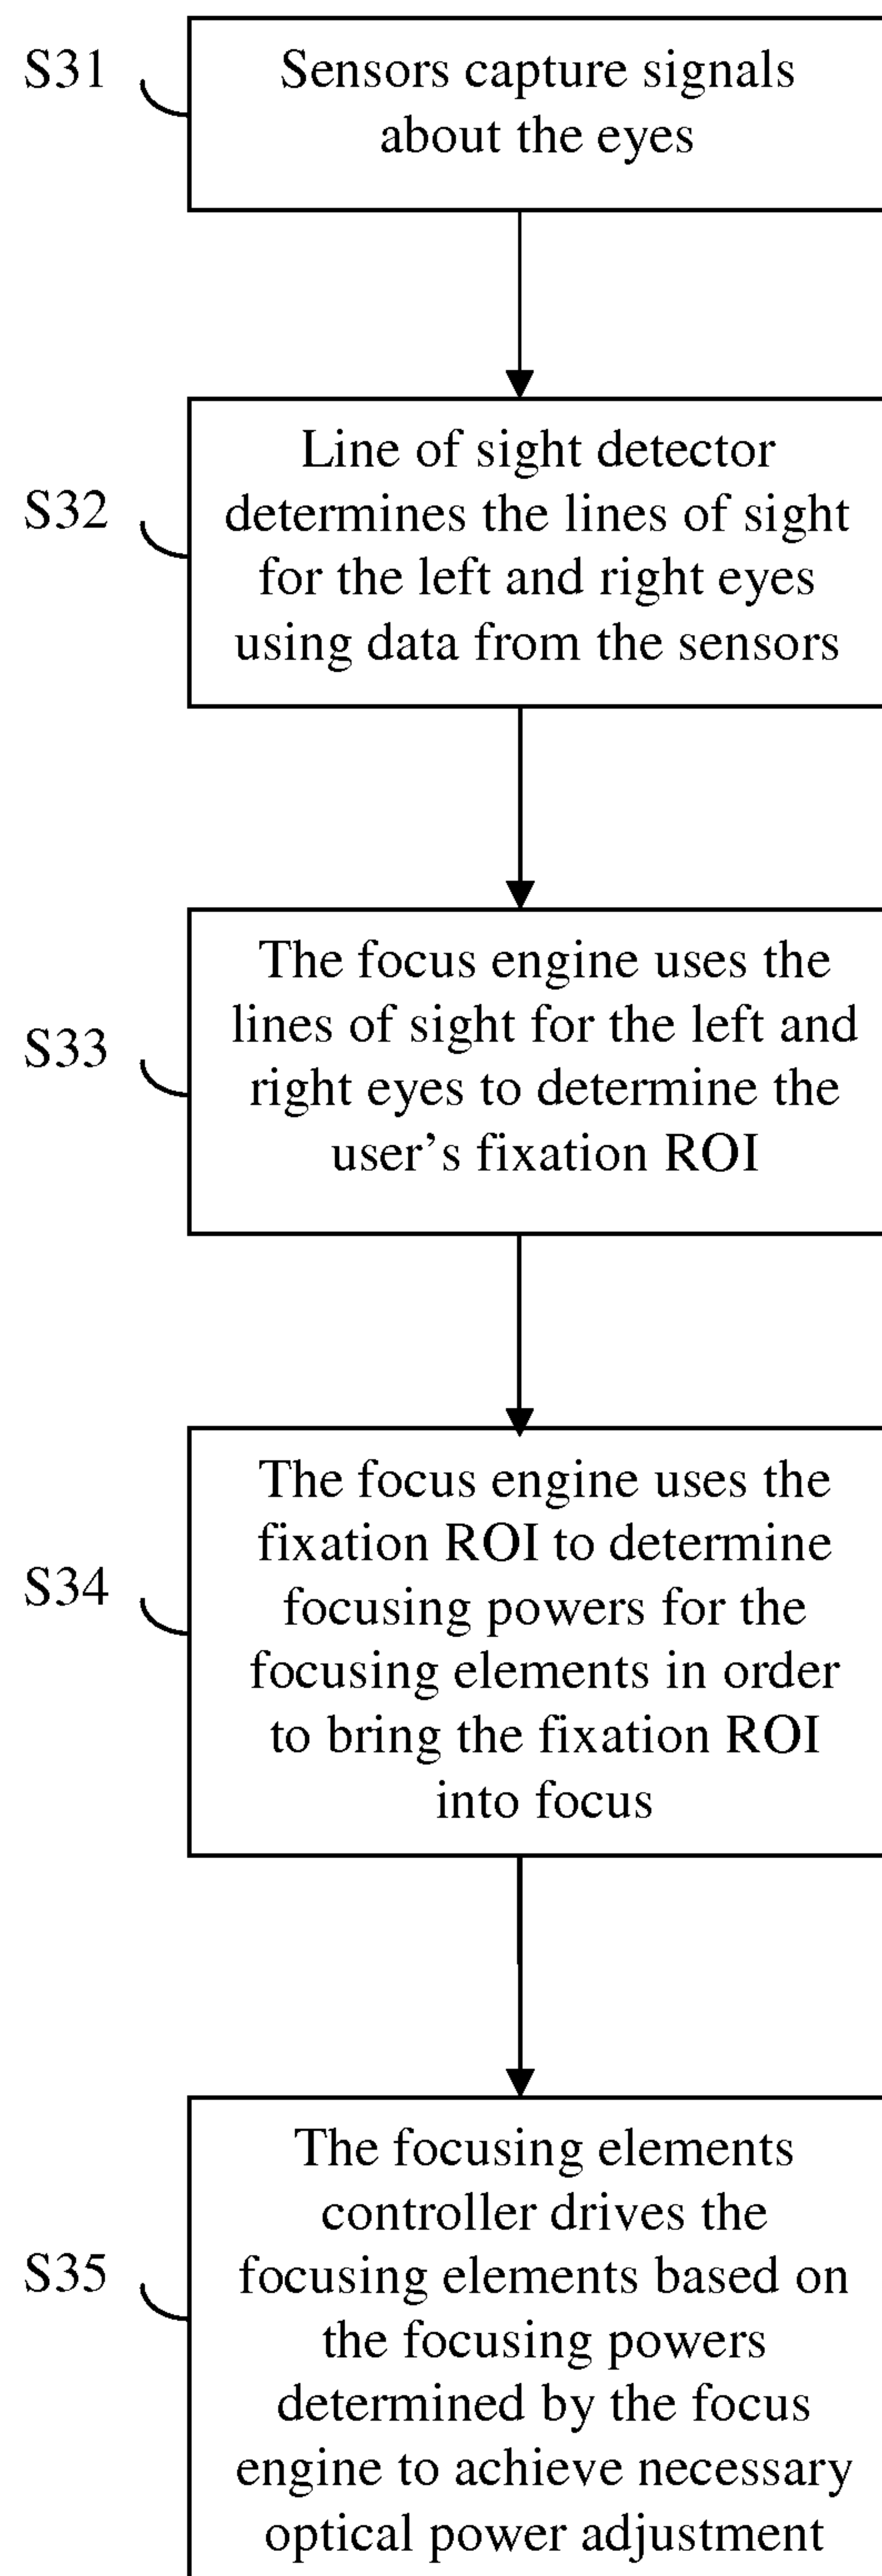 S31
Sensors capture signals
about the eyes
S32
Line of sight detector
determines the lines of sight
for the left and right eyes
using data from the sensors
S33
The focus engine uses the
lines of sight for the left and
right eyes to determine the
user’s fixation ROI
S34
The focus engine uses the
fixation ROI to determine
focusing powers for the
focusing elements in order
to bring the fixation ROI
into focus
S35
The focusing elements
controller drives the
focusing elements based on
the focusing powers
determined by the focus
engine to achieve necessary
optical power adjustment